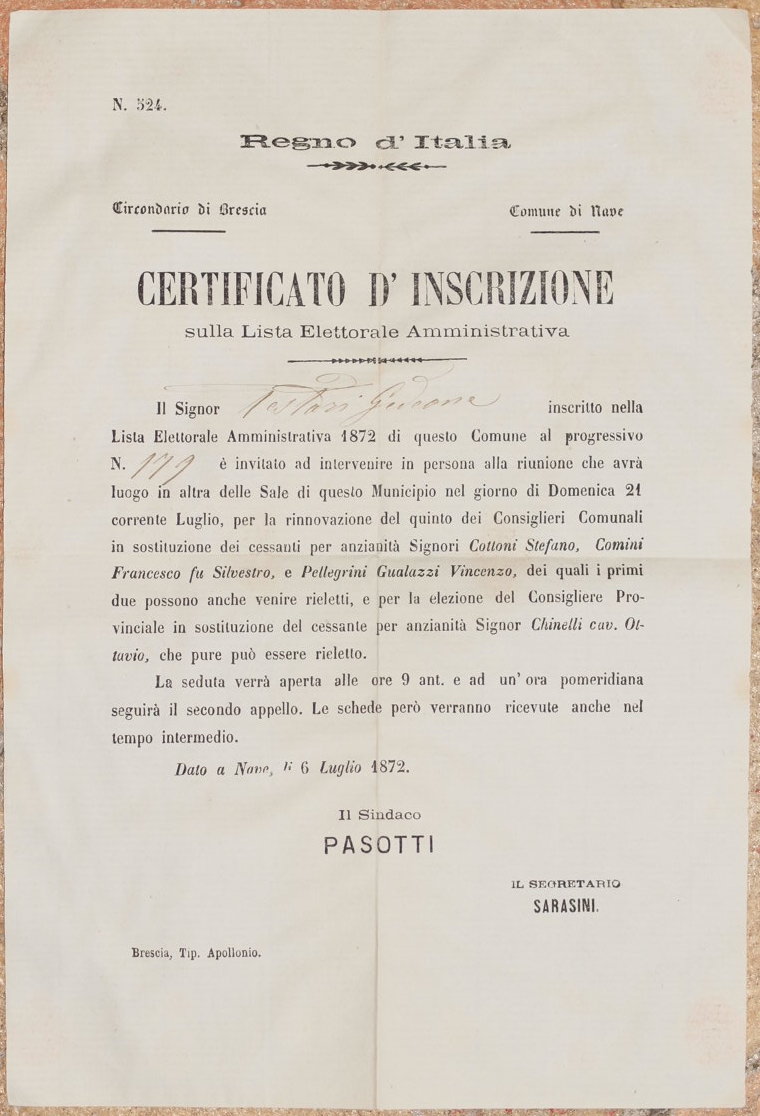 N. 524.
Regno d' Italia
Circondario di Brescia
Comune di Nave
CERTIFICATO D' INSCRIZIONE
sulla Lista Elettorale Amministrativa
Il Signor Testori Gedeone inscritto nella
Lista Elettorale Amministrativa 1872 di questo Comune al progressivo
N. 179 è invitato ad intervenire in persona alla riunione che avrà
luogo in altra delle Sale di questo Municipio nel giorno di Domenica 21
corrente Luglio, per la rinnovazione del quinto dei Consiglieri Comunali
in sostituzione dei cessanti per anzianità Signori Cottoni Stefano, Comini
Francesco fu Silvestro, e Pellegrini Gualazzi Vincenzo, dei quali i primi
due possono anche venire rieletti, e per la elezione del Consigliere Pro-
vinciale in sostituzione del cessante per anzianità Signor Chinelli cav. Ot-
tavio, che pure può essere rieletto.
La seduta verrà aperta alle ore 9 ant. e ad un' ora pomeridiana
seguirà il secondo appello. Le schede però verranno ricevute anche nel
tempo intermedio.
Dato a Nave, li 6 Luglio 1872.
Il Sindaco
PASOTTI
IL SEGRETARIO
SARASINI.
Brescia, Tip. Apollonio.